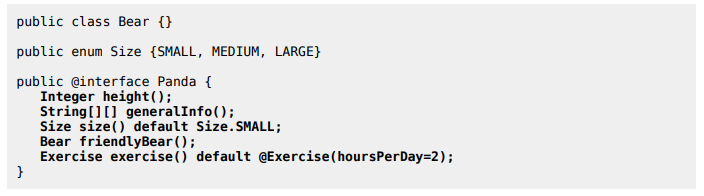 public class Bear {}
public enum Size {SMALL, MEDIUM, LARGE}
public @interface Panda {
Integer height();
String[][] generalInfo();
Size size() default Size.SMALL;
Bear friendlyBear();
Exercise exercise() default @Exercise(hoursPerDay=2);
}